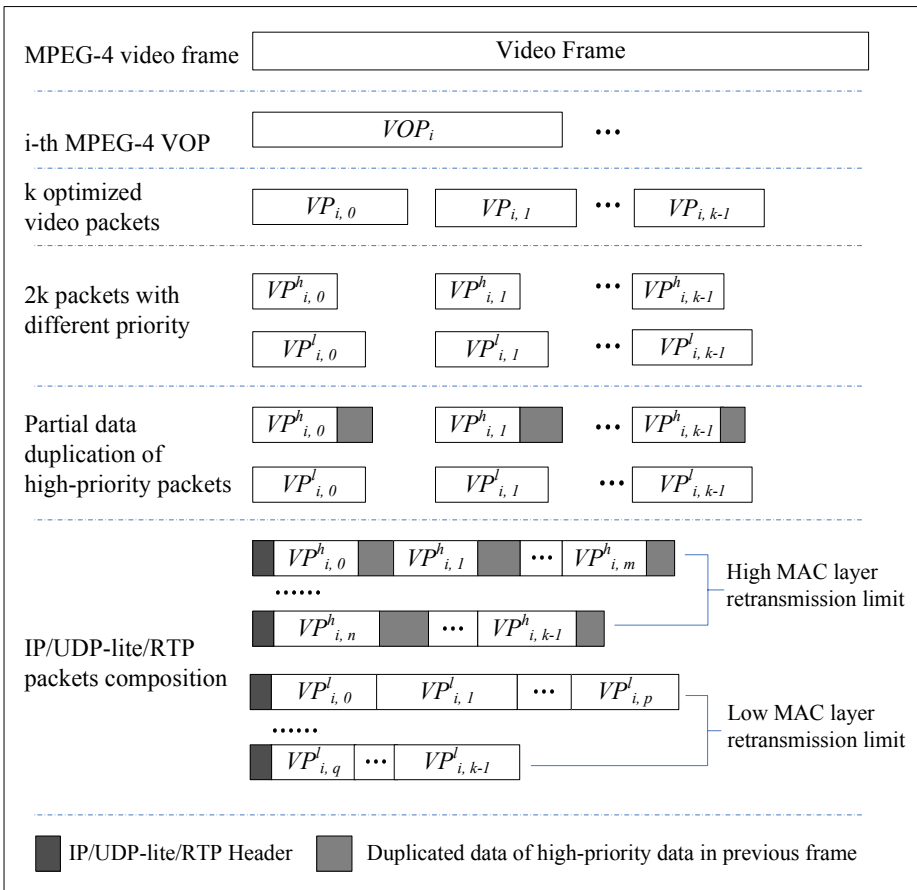 MPEG-4 video frame
Video Frame
i-th MPEG-4 VOP
VOPi
•••
k optimized
video packets
VPi, 0
VPi, 1
•••
VPi, k-1
2k packets with
different priority
VPhi, 0
VPhi, 1
•••
VPhi, k-1
VPli, 0
VPli, 1
•••
VPli, k-1
Partial data
duplication of
high-priority packets
VPhi, 0
VPhi, 1
•••
VPhi, k-1
VPli, 0
VPli, 1
•••
VPli, k-1
IP/UDP-lite/RTP
packets composition
VPhi, 0
VPhi, 1
•••
VPhi, m
••••••
VPhi, n
•••
VPhi, k-1
High MAC layer
retransmission limit
VPli, 0
VPli, 1
•••
VPli, p
••••••
VPli, q
•••
VPli, k-1
Low MAC layer
retransmission limit
IP/UDP-lite/RTP Header
Duplicated data of high-priority data in previous frame